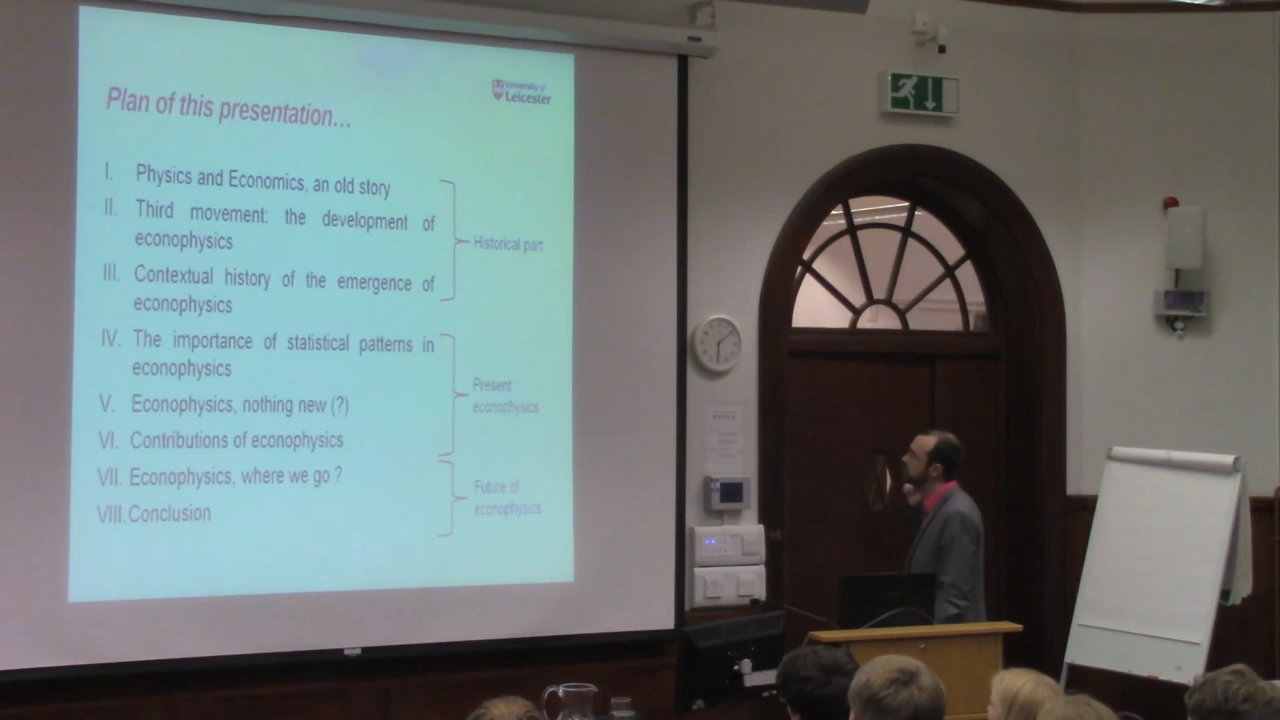 Plan of this presentation…
University of
Leicester
I. Physics and Economics, an old story
II. Third movement: the development of
econophysics
III. Contextual history of the emergence of
econophysics
Historical part
IV. The importance of statistical patterns in
econophysics
V. Econophysics, nothing new (?)
VI. Contributions of econophysics
Present
econophysics
VII. Econophysics, where we go ?
VIII. Conclusion
Future of
econophysics